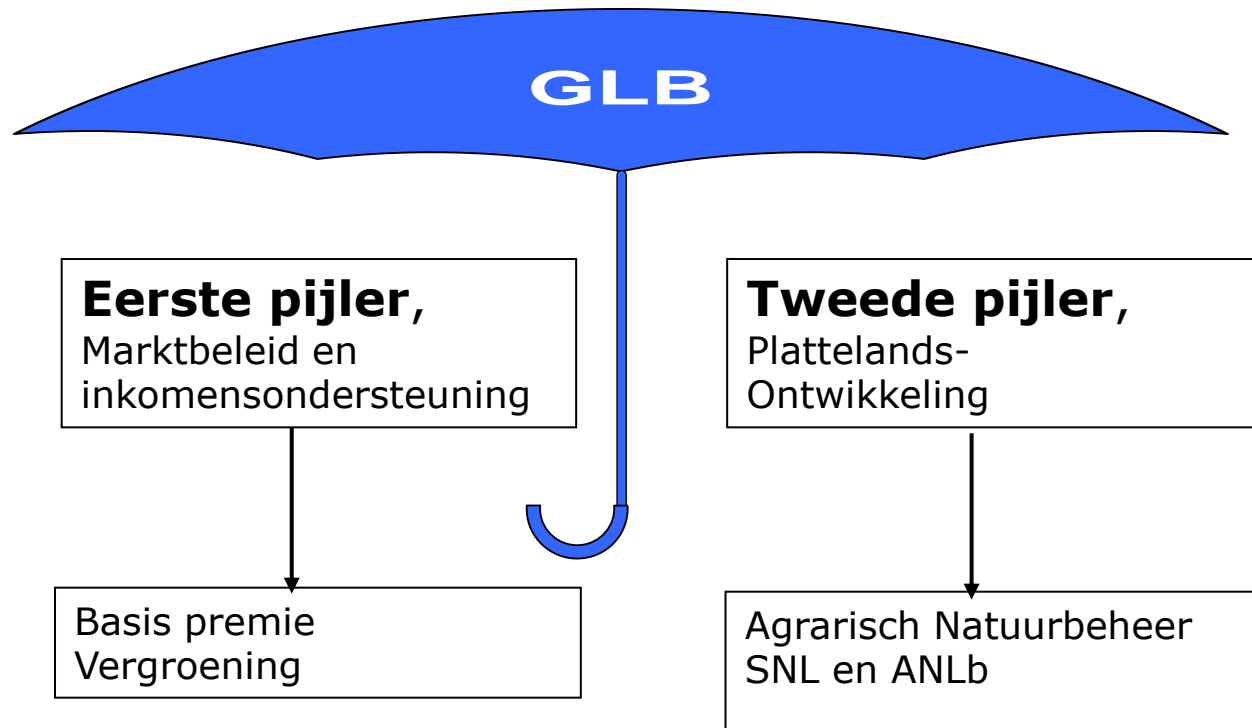 GLB
Eerste pijler,
Marktbeleid en
inkomensondersteuning
Tweede pijler,
Plattelands-
Ontwikkeling
Basis premie
Vergroening
Agrarisch Natuurbeheer
SNL en ANLb